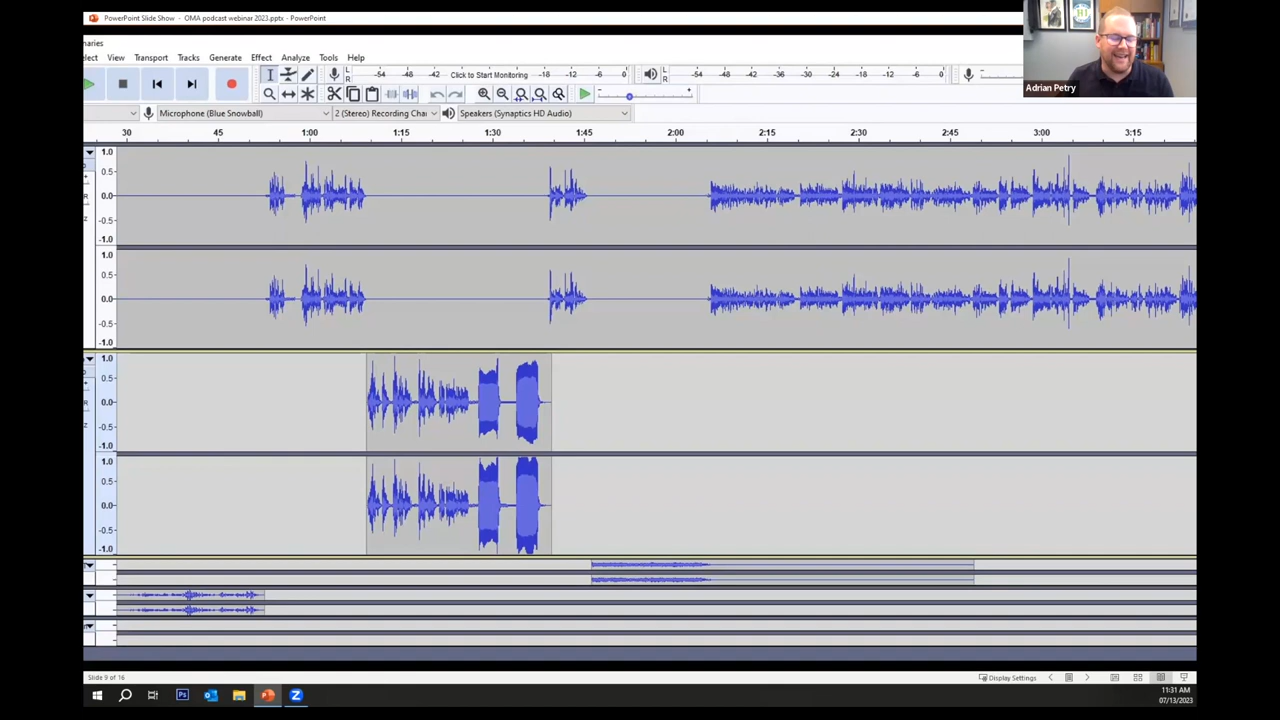 PowerPoint Slide Show - OMA podcast webinar 2023.pptx - PowerPoint
Adrian Petry
naries
elect View Transport Tracks Generate Effect Analyze Tools Help
L R -54 -48 -42 Click to Start Monitoring -18 -12 -6 0 L R -54 -48 -42 -36 -30 -24 -18 -12 -6 0
Microphone (Blue Snowball) 2 (Stereo) Recording Cha Speakers (Synaptics HD Audio)
30 45 1:00 1:15 1:30 1:45 2:00 2:15 2:30 2:45 3:00 3:15
1.0
0.5
0.0
-0.5
-1.0
1.0
0.5
0.0
-0.5
-1.0
1.0
0.5
0.0
-0.5
-1.0
1.0
0.5
0.0
-0.5
-1.0
Slide 9 of 16 Display Settings
Ps Z 11:31 AM
07/13/2023